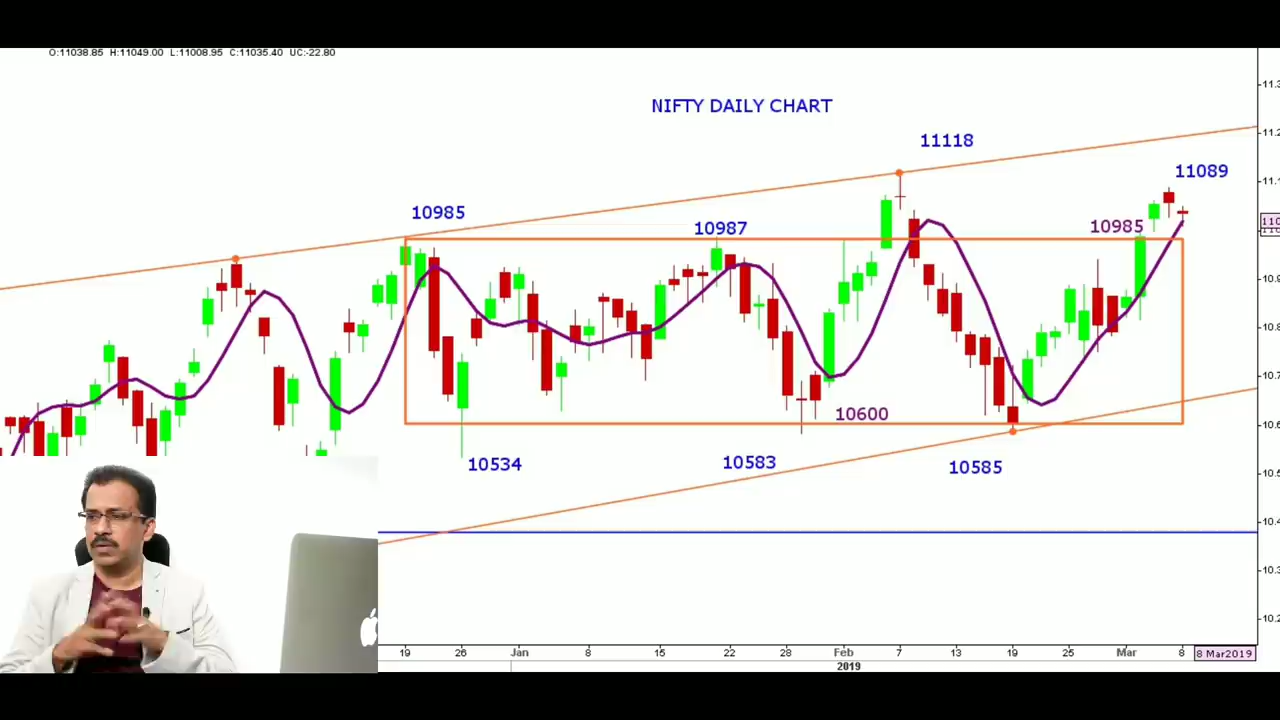 O:11038.85 H:11049.00 L:11008.95 C:11035.40 UC:-22.80
NIFTY DAILY CHART
11118
11089
10985
10987
10985
10600
10534
10583
10585
19 26 Jan 8 15 22 28 Feb 7 13 19 25 Mar 8
8 Mar2019
2019